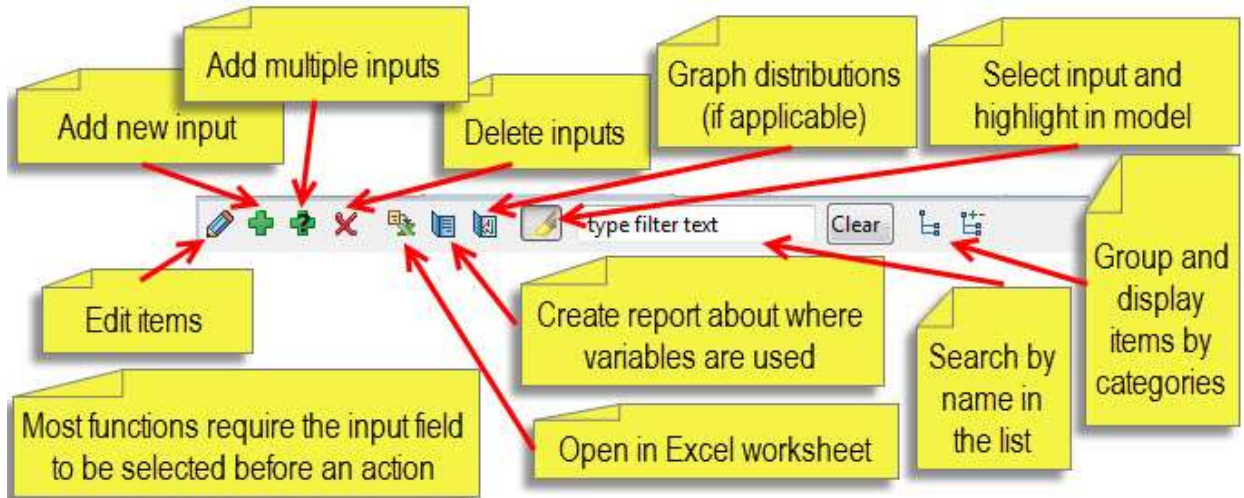 Add multiple inputs
Add new input
Delete inputs
Graph distributions
(if applicable)
Select input and
highlight in model
type filter text
Clear
Edit items
Create report about where
variables are used
Group and
display
items by
categories
Search by
name in
the list
Most functions require the input field
to be selected before an action
Open in Excel worksheet